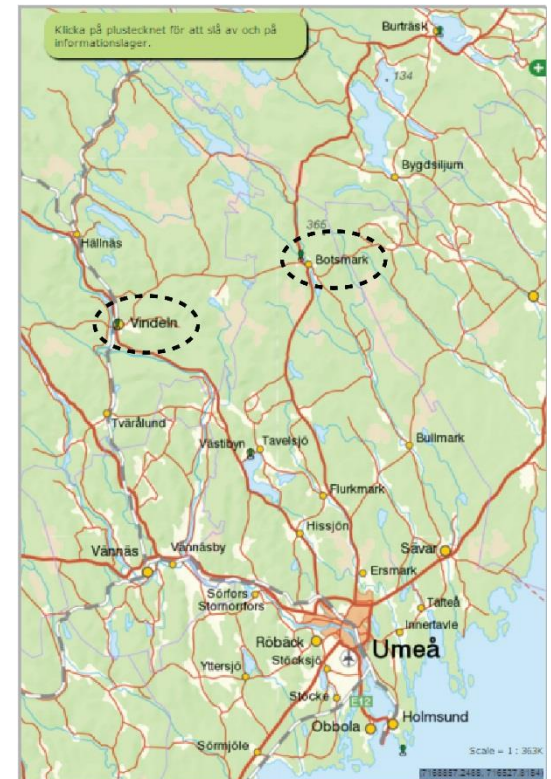 Klicka på plustecknet för att slå av och på
informationslager.
Burträsk
134
Bygdsiljum
365
Hällnäs
Botsmark
Vindeln
Tvärålund
Västibyn
Tavelsjö
Bullmark
Flurkmark
Hissjön
Vännäs
Vännäsby
Sävar
Ersmark
Sörfors
Stornorrfors
Tälteå
Innertavle
Röbäck
Umeå
Stöcksjö
Yttersjö
Stöcke
E12
Holmsund
Obbola
Sörmjöle
Scale = 1 : 363K